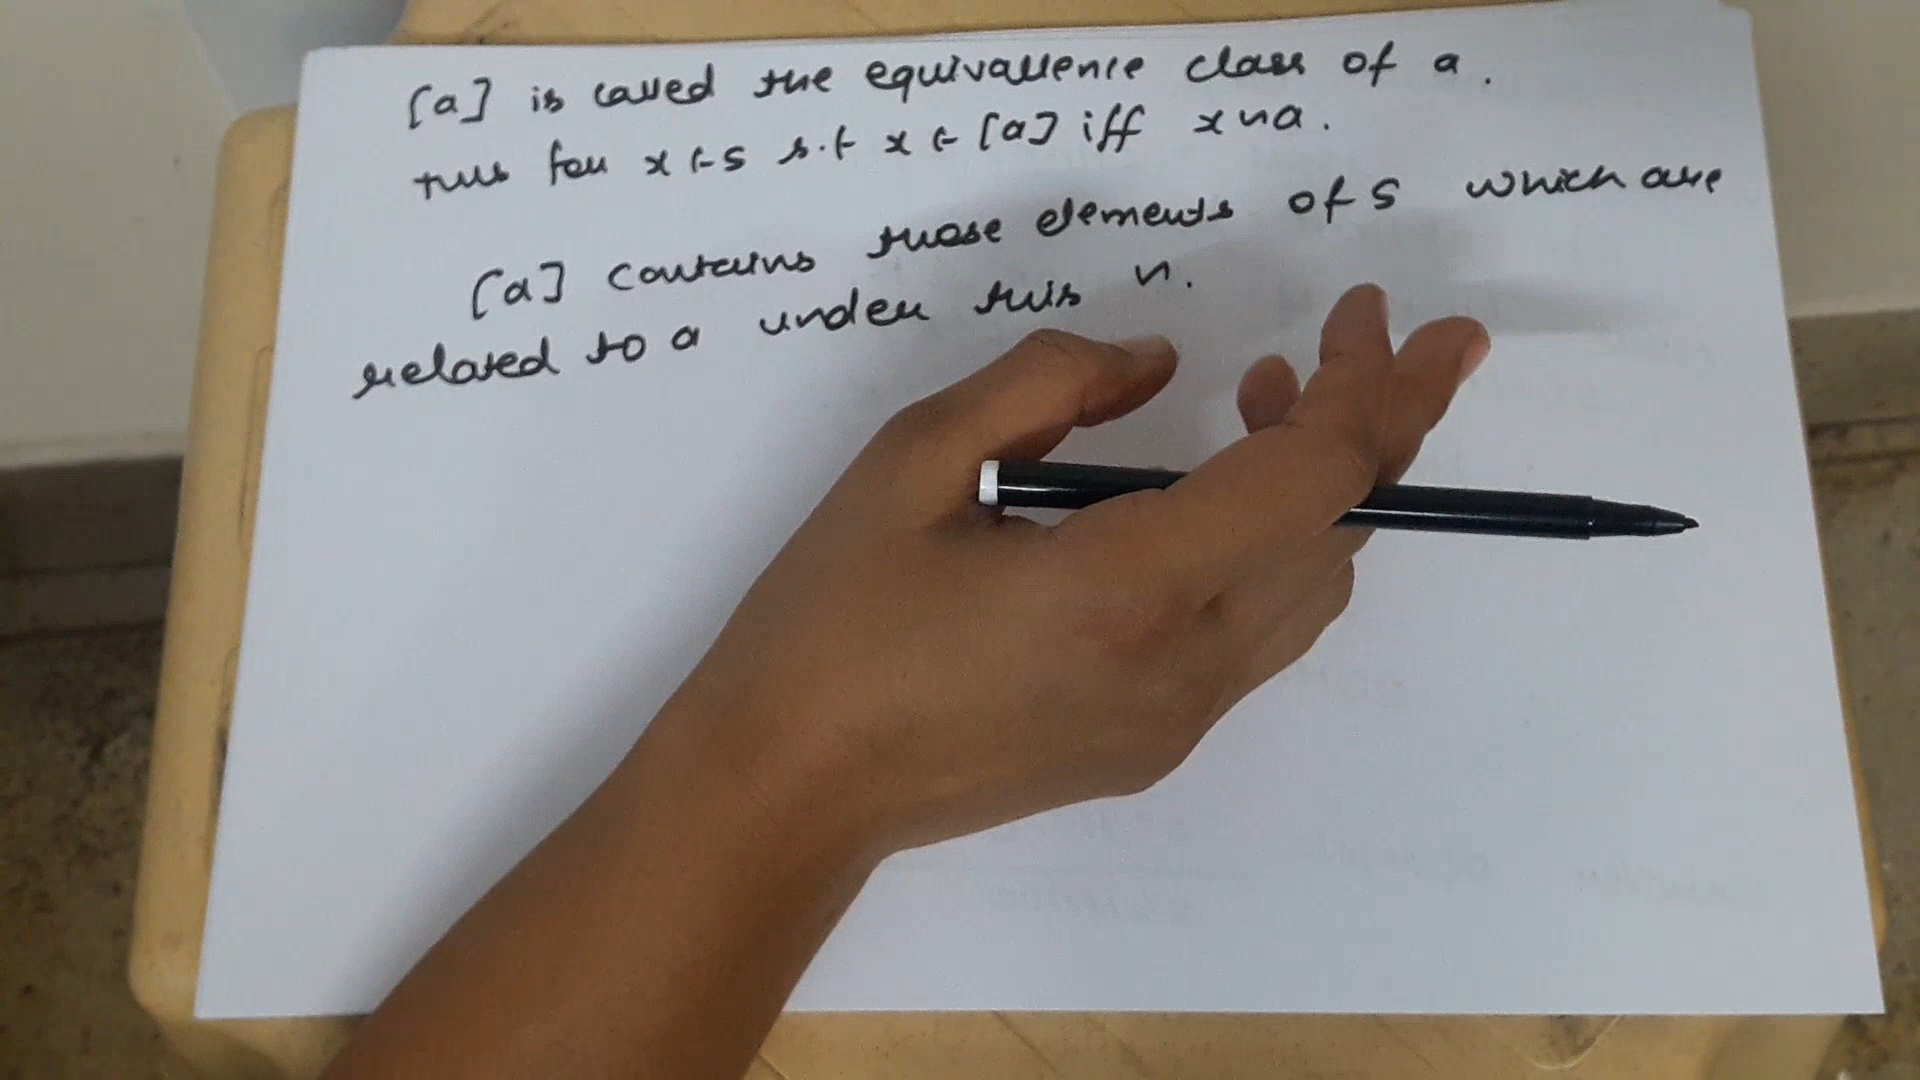 [a] is called the equivallence class of a.
thus for x ∈ S s.t x ∈ [a] iff x ~ a.
[a] contains those elements of S which are
related to a under this ~.